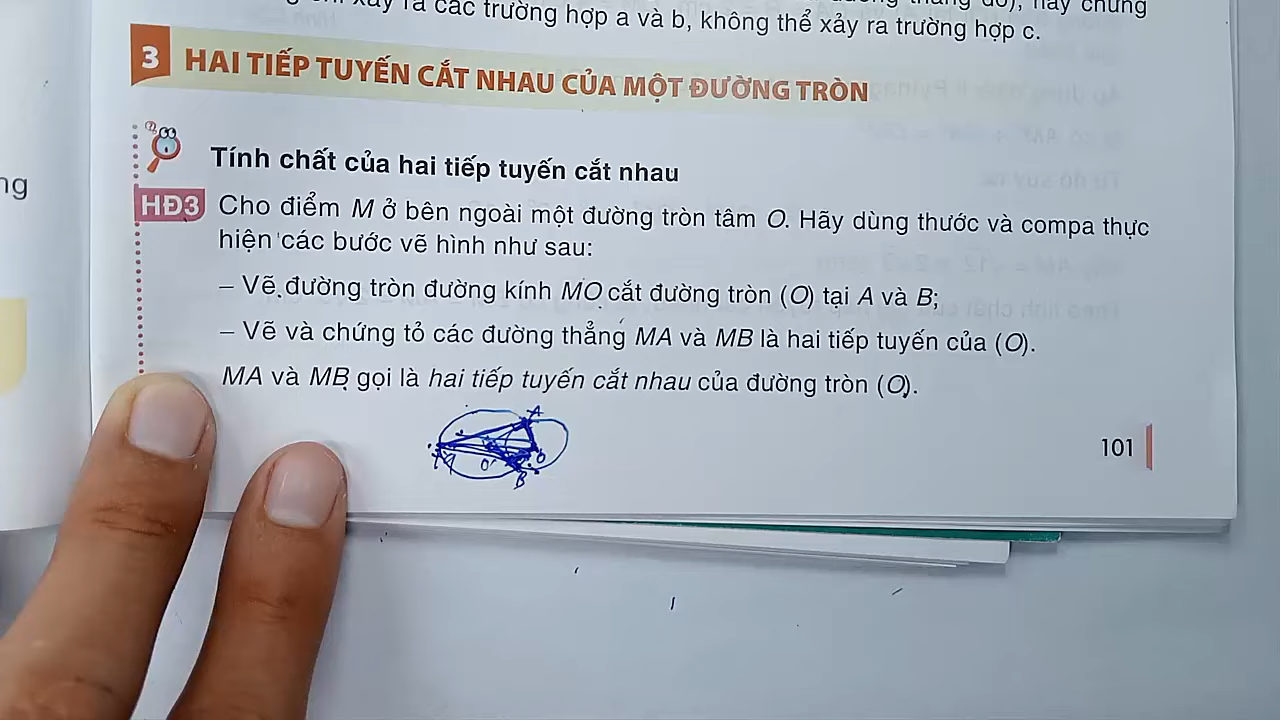 xảy ra các trường hợp a và b, không thể xảy ra trường hợp c.
hãy chứng
3 HAI TIẾP TUYẾN CẮT NHAU CỦA MỘT ĐƯỜNG TRÒN
Tính chất của hai tiếp tuyến cắt nhau
HĐ3 Cho điểm M ở bên ngoài một đường tròn tâm O. Hãy dùng thước và compa thực
hiện các bước vẽ hình như sau:
– Vẽ đường tròn đường kính MO cắt đường tròn (O) tại A và B;
– Vẽ và chứng tỏ các đường thẳng MA và MB là hai tiếp tuyến của (O).
MA và MB gọi là hai tiếp tuyến cắt nhau của đường tròn (O).
A
M O' O
B
101
ng